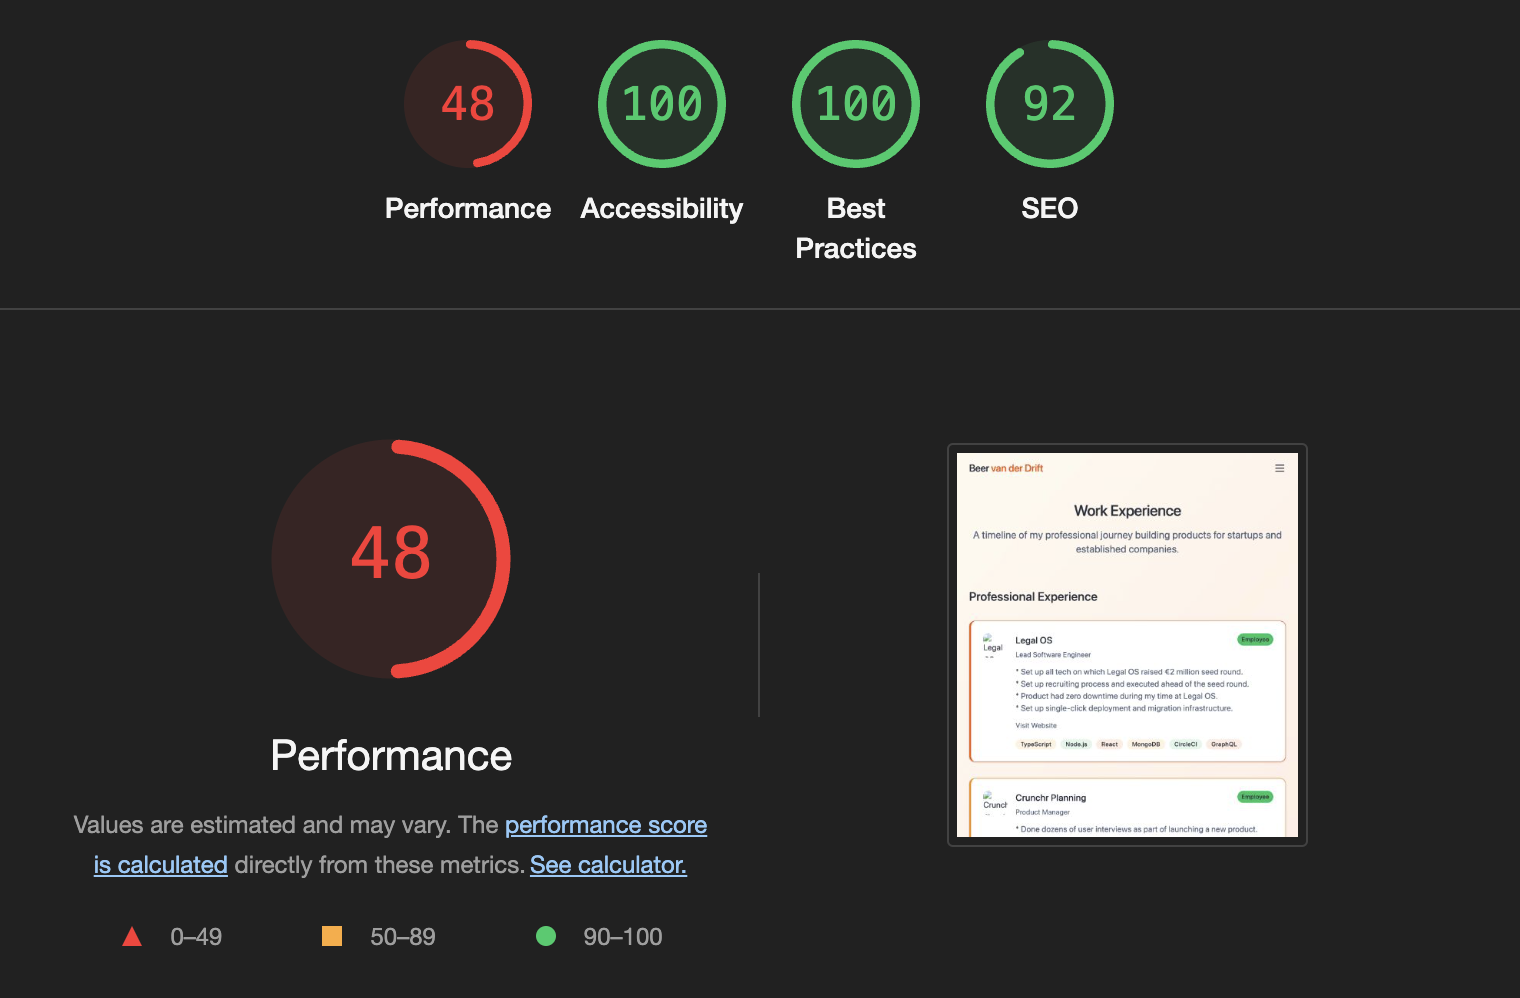 48
100
100
92
Performance
Accessibility
Best
Practices
SEO
48
Performance
Values are estimated and may vary. The performance score
is calculated directly from these metrics. See calculator.
0–49
50–89
90–100
Beer van der Drift
Work Experience
A timeline of my professional journey building products for startups and
established companies.
Professional Experience
Legal
Legal OS
Employee
Lead Software Engineer
* Set up all tech on which Legal OS raised €2 million seed round.
* Set up recruiting process and executed ahead of the seed round.
* Product had zero downtime during my time at Legal OS.
* Set up single-click deployment and migration infrastructure.
Visit Website
TypeScript Node.js React MongoDB CircleCI GraphQL
Crunch
Crunchr Planning
Employee
Product Manager
* Done dozens of user interviews as part of launching a new product.